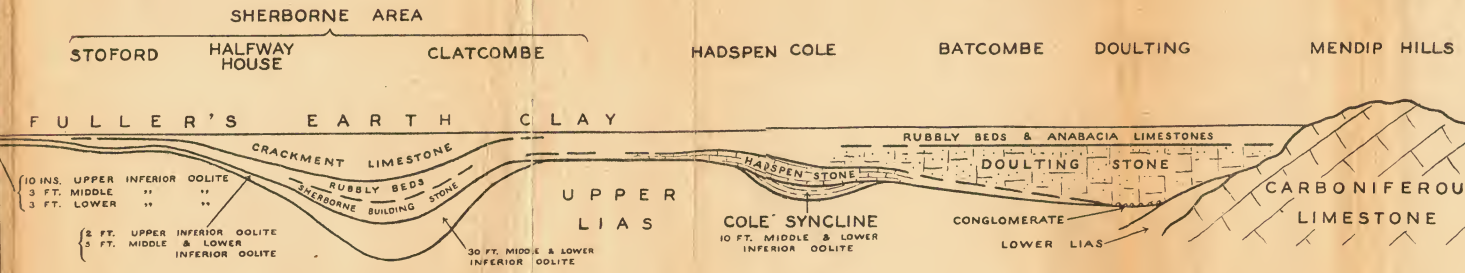 SHERBORNE AREA
STOFORD
HALFWAY
HOUSE
CLATCOMBE
HADSPEN COLE
BATCOMBE
DOULTING
MENDIP HILLS
FULLER'S EARTH CLAY
CRACKMENT LIMESTONE
RUBBLY BEDS
SHERBORNE BUILDING STONE
RUBBLY BEDS & ANABACIA LIMESTONES
DOULTING STONE
HADSPEN STONE
10 INS. UPPER INFERIOR OOLITE
3 FT. MIDDLE " "
3 FT. LOWER " "
2 FT. UPPER INFERIOR OOLITE
5 FT. MIDDLE & LOWER
INFERIOR OOLITE
30 FT. MIDDLE & LOWER
INFERIOR OOLITE
UPPER
LIAS
COLE SYNCLINE
10 FT. MIDDLE & LOWER
INFERIOR OOLITE
CONGLOMERATE
LOWER LIAS
CARBONIFEROU
LIMESTONE